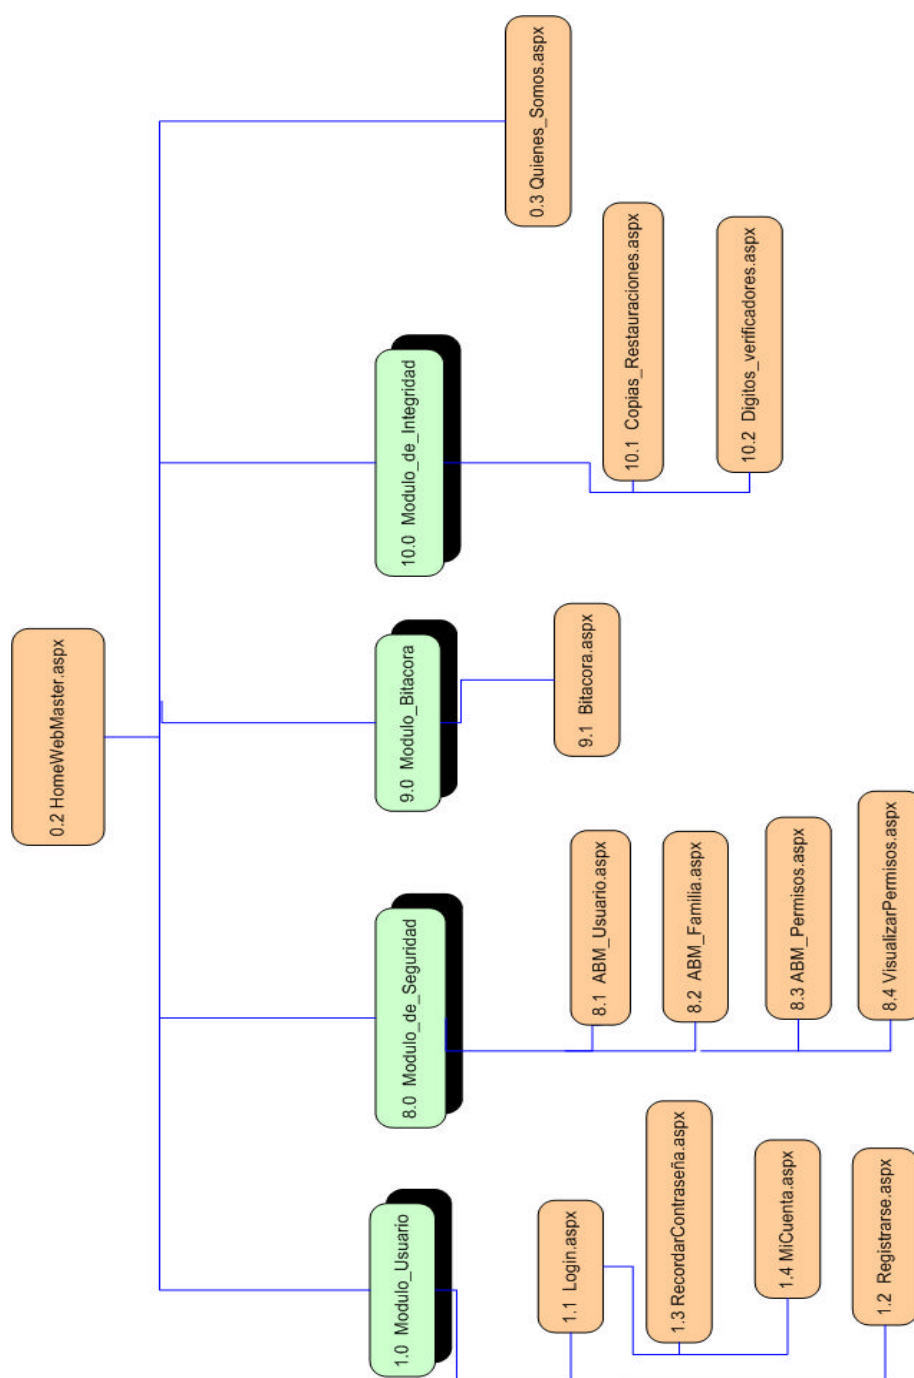 0.2 HomeWebMaster.aspx
1.0 Modulo_Usuario
1.1 Login.aspx
1.3 RecordarContraseña.aspx
1.4 MiCuenta.aspx
1.2 Registrarse.aspx
8.0 Modulo_de_Seguridad
8.1 ABM_Usuario.aspx
8.2 ABM_Familia.aspx
8.3 ABM_Permisos.aspx
8.4 VisualizarPermisos.aspx
9.0 Modulo_Bitacora
9.1 Bitacora.aspx
10.0 Modulo_de_Integridad
10.1 Copias_Restauraciones.aspx
10.2 Digitos_verificadores.aspx
0.3 Quienes_Somos.aspx